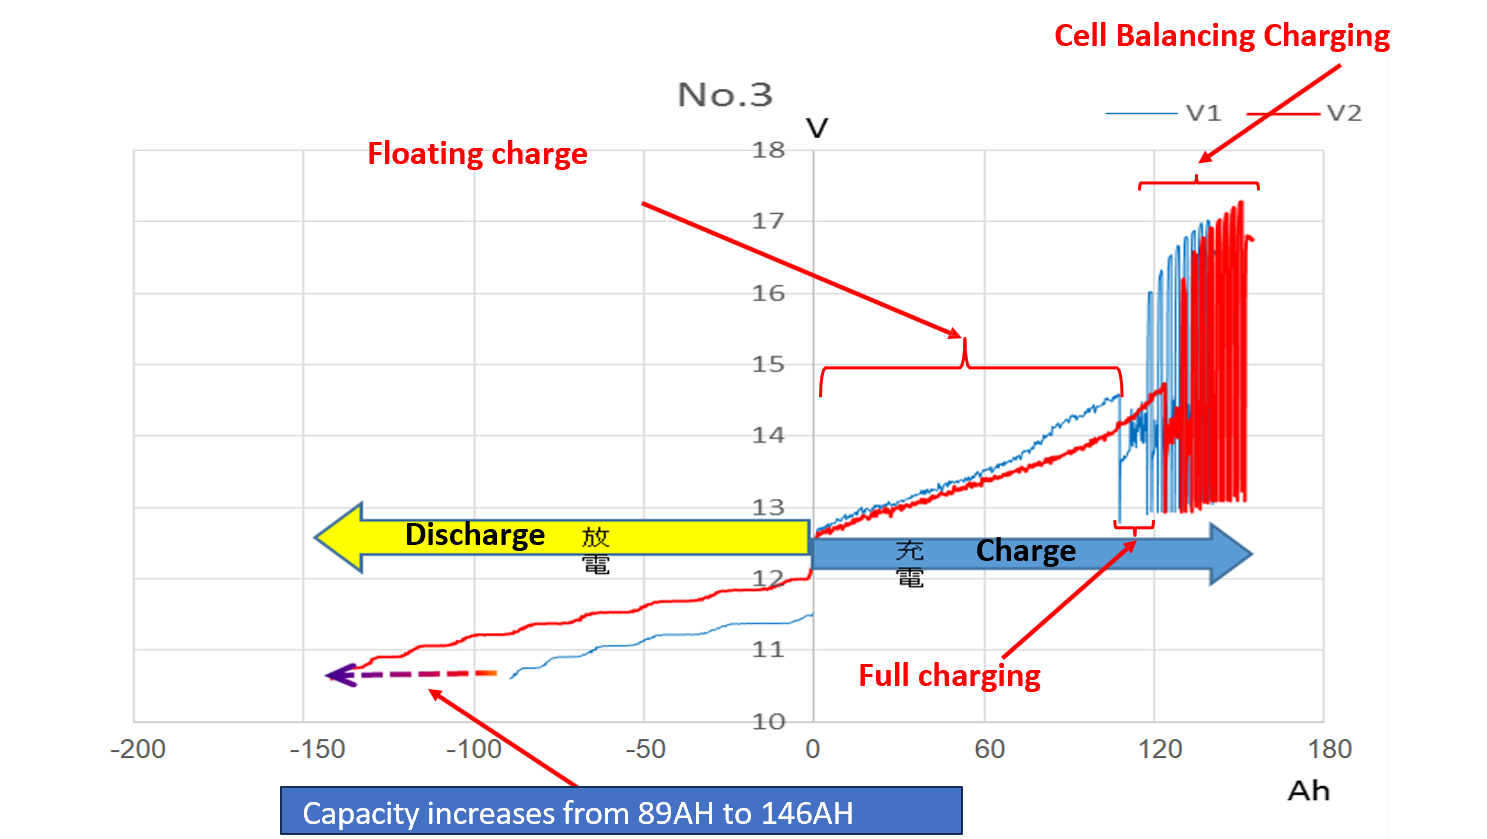 Cell Balancing Charging
No.3
V
V1
V2
Floating charge
18
17
16
15
14
13
12
11
10
Discharge
放
電
充
電
Charge
Full charging
-200
-150
-100
-50
0
60
120
180
Ah
Capacity increases from 89AH to 146AH